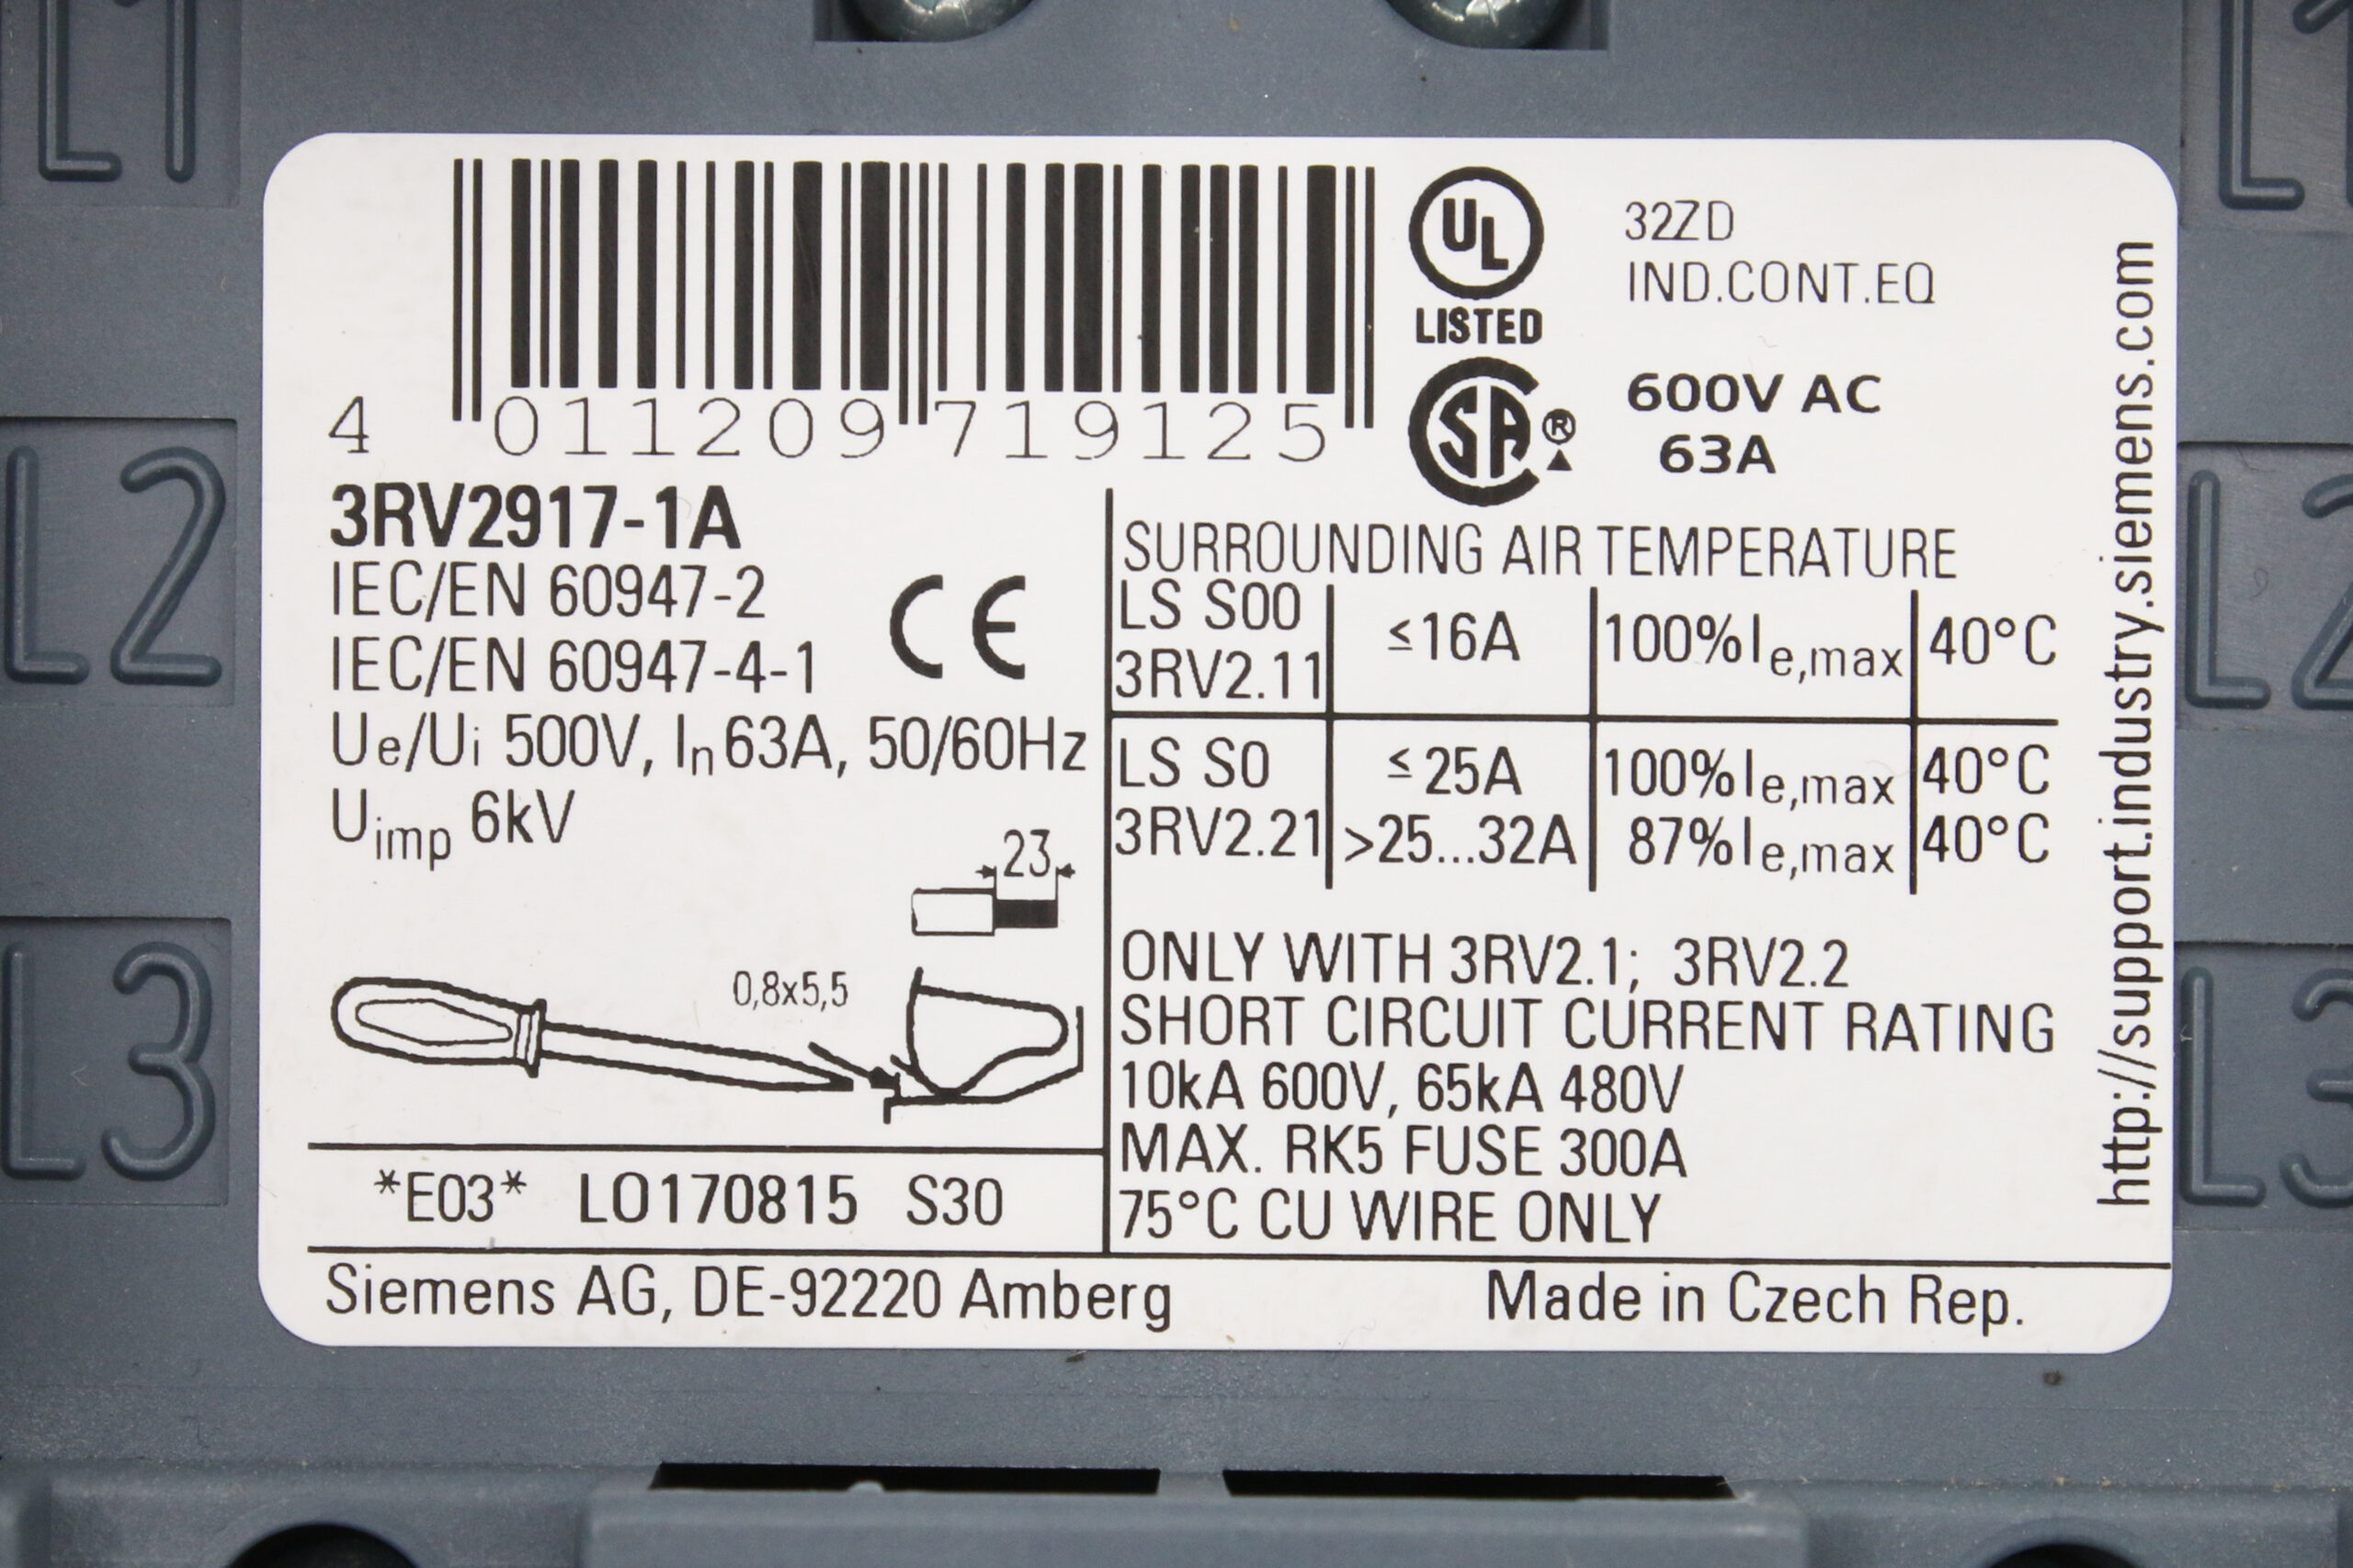 L1
L1
L2
L2
L3
L3
4 011209 719125
UL
LISTED
32ZD
IND.CONT.EQ
SA ®
600V AC
63A
3RV2917-1A
IEC/EN 60947-2
IEC/EN 60947-4-1
CE
Ue/Ui 500V, In 63A, 50/60Hz
Uimp 6kV
23
0,8x5,5
*E03* LO170815 S30
SURROUNDING AIR TEMPERATURE
LS S00
3RV2.11 ≤16A 100%Ie,max 40°C
LS S0 ≤25A 100%Ie,max 40°C
3RV2.21 >25...32A 87%Ie,max 40°C
ONLY WITH 3RV2.1; 3RV2.2
SHORT CIRCUIT CURRENT RATING
10kA 600V, 65kA 480V
MAX. RK5 FUSE 300A
75°C CU WIRE ONLY
http://support.industry.siemens.com
Siemens AG, DE-92220 Amberg
Made in Czech Rep.